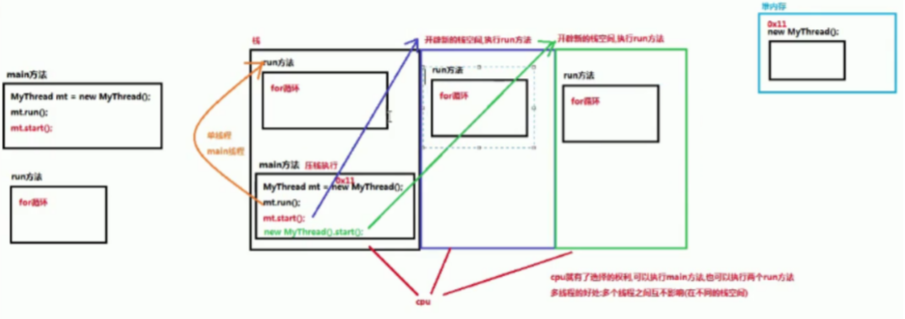 main方法
MyThread mt = new MyThread();
mt.run();
mt.start();
run方法
for循环
栈
run方法
for循环
单线程
main线程
main方法 压栈执行
0x11
MyThread mt = new MyThread();
mt.run();
mt.start();
new MyThread().start();
开辟新的栈空间,执行run方法
run方法
for循环
开辟新的栈空间,执行run方法
run方法
for循环
堆内存
0x11
new MyThread();
cpu
cpu就有了选择的权利,可以执行main方法,也可以执行两个run方法
多线程的好处:多个线程之间互不影响(在不同的栈空间)